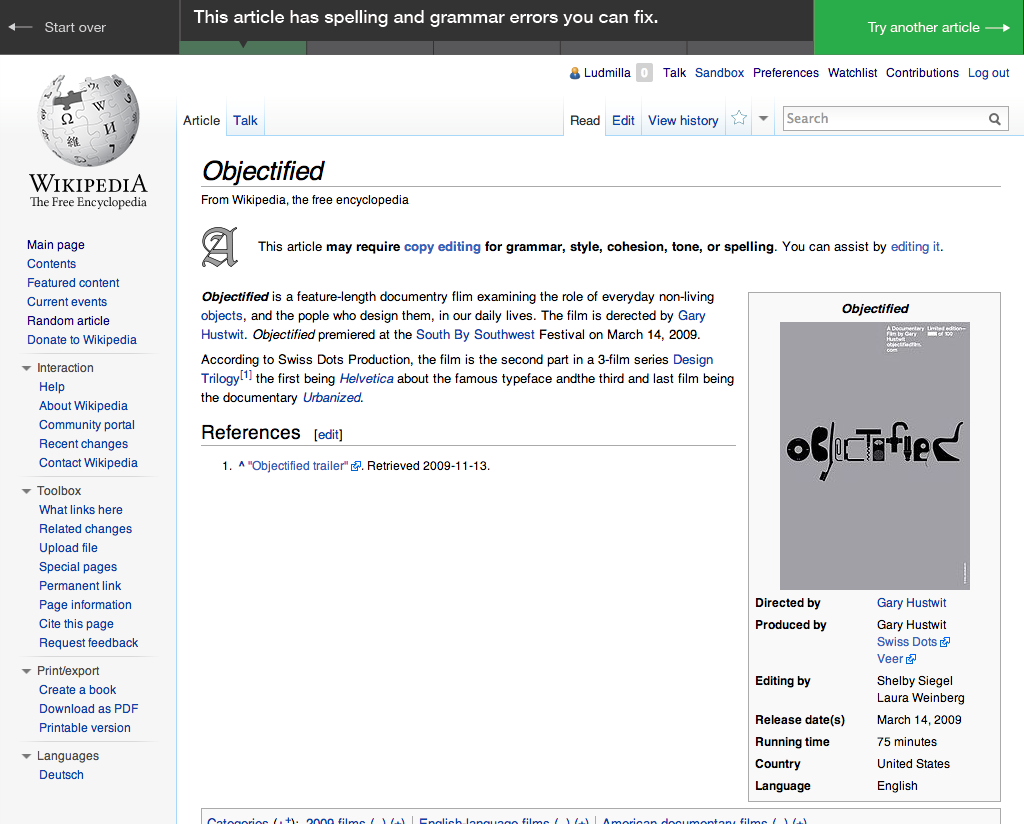 Start over
This article has spelling and grammar errors you can fix.
Try another article
Ludmilla 0 Talk Sandbox Preferences Watchlist Contributions Log out
Article Talk Read Edit View history Search
WIKIPEDIA
The Free Encyclopedia
Main page
Contents
Featured content
Current events
Random article
Donate to Wikipedia
Interaction
Help
About Wikipedia
Community portal
Recent changes
Contact Wikipedia
Toolbox
What links here
Related changes
Upload file
Special pages
Permanent link
Page information
Cite this page
Request feedback
Print/export
Create a book
Download as PDF
Printable version
Languages
Deutsch
Objectified
From Wikipedia, the free encyclopedia
This article may require copy editing for grammar, style, cohesion, tone, or spelling. You can assist by editing it.
Objectified is a feature-length documentry film examining the role of everyday non-living
objects, and the pople who design them, in our daily lives. The film is derected by Gary
Hustwit. Objectified premiered at the South By Southwest Festival on March 14, 2009.
According to Swiss Dots Production, the film is the second part in a 3-film series Design
Trilogy[1] the first being Helvetica about the famous typeface andthe third and last film being
the documentary Urbanized.
References [edit]
1. ^ "Objectified trailer". Retrieved 2009-11-13.
Objectified
A Documentary Limited edition
Film by Gary of 100
Hustwit
objectifiedfilm.
com
OBJECTIFIED
Directed by Gary Hustwit
Produced by Gary Hustwit
Swiss Dots
Veer
Editing by Shelby Siegel
Laura Weinberg
Release date(s) March 14, 2009
Running time 75 minutes
Country United States
Language English
Categories (++): 2009 films (–) (±) | English-language films (–) (±) | American documentary films (–) (±)